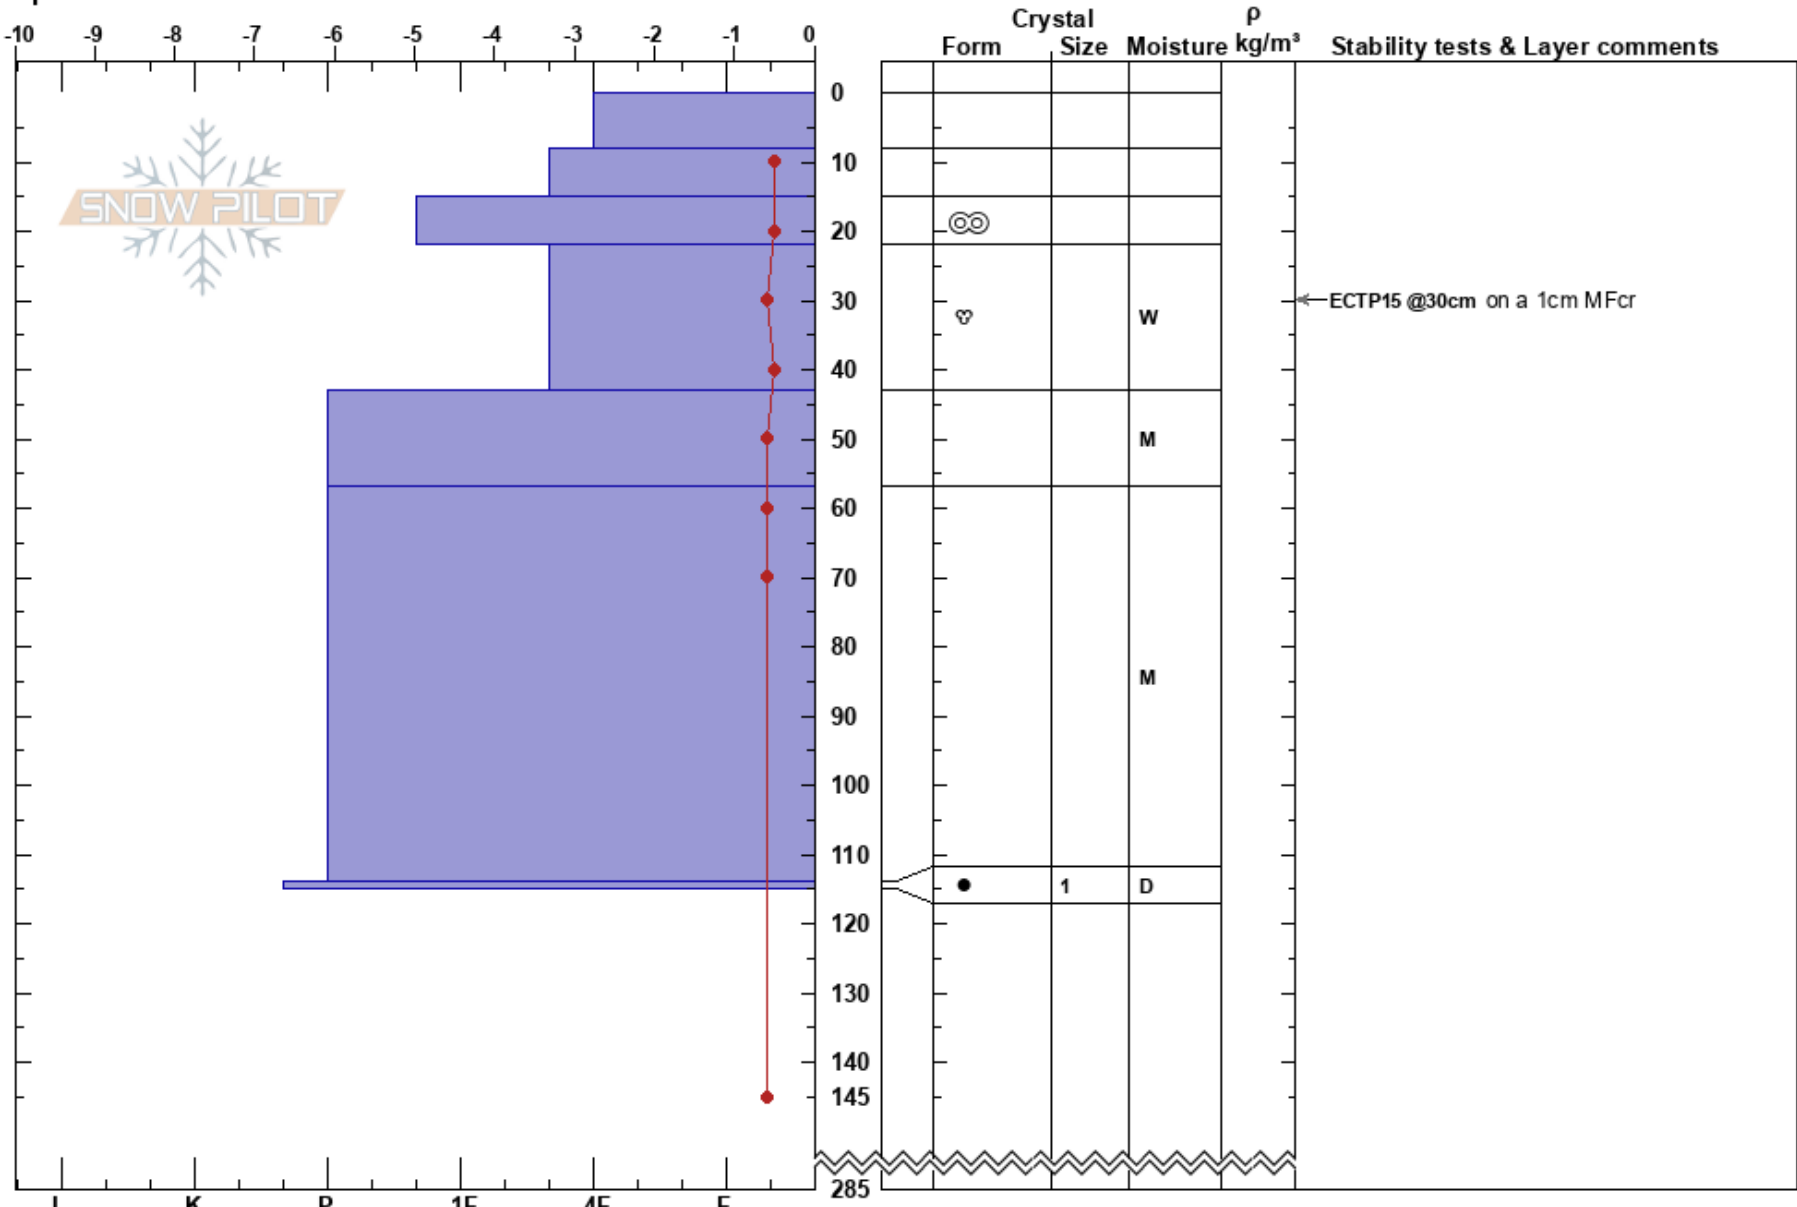 Crystal ρ
-10 -9 -8 -7 -6 -5 -4 -3 -2 -1 0 Form Size Moisture kg/m³ Stability tests & Layer comments
0
SNOW PILOT
10
20
30 ECTP15 @30cm on a 1cm MFcr
W
40
50 M
60
70
80
M
90
100
110
1 D
120
130
140
145
285
I K P 1F 4F F